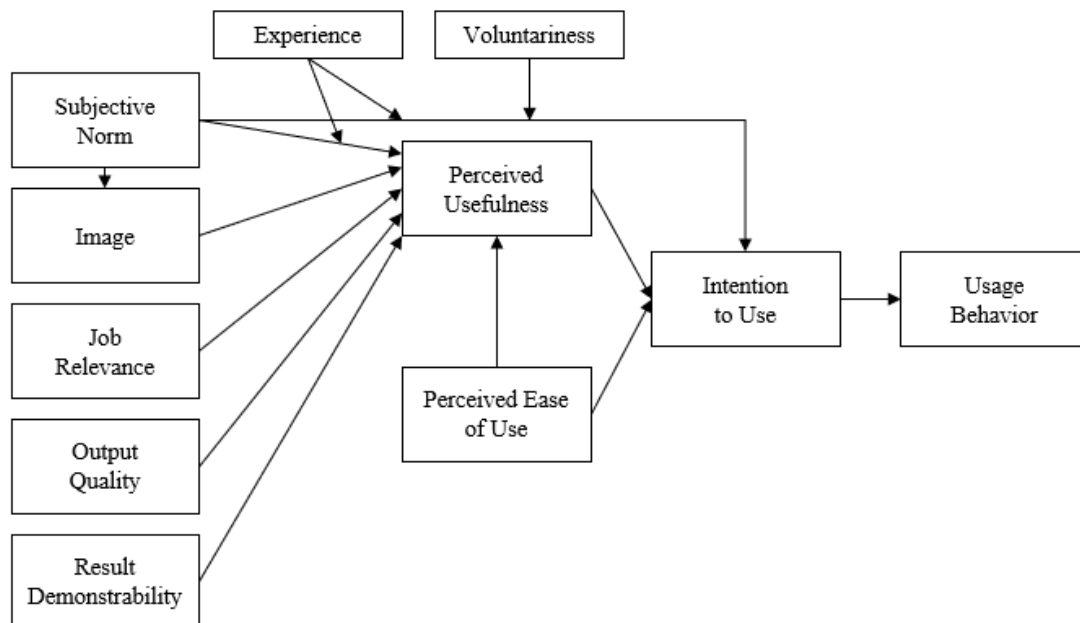 Experience
Voluntariness
Subjective
Norm
Perceived
Usefulness
Image
Intention
to Use
Usage
Behavior
Job
Relevance
Perceived Ease
of Use
Output
Quality
Result
Demonstrability